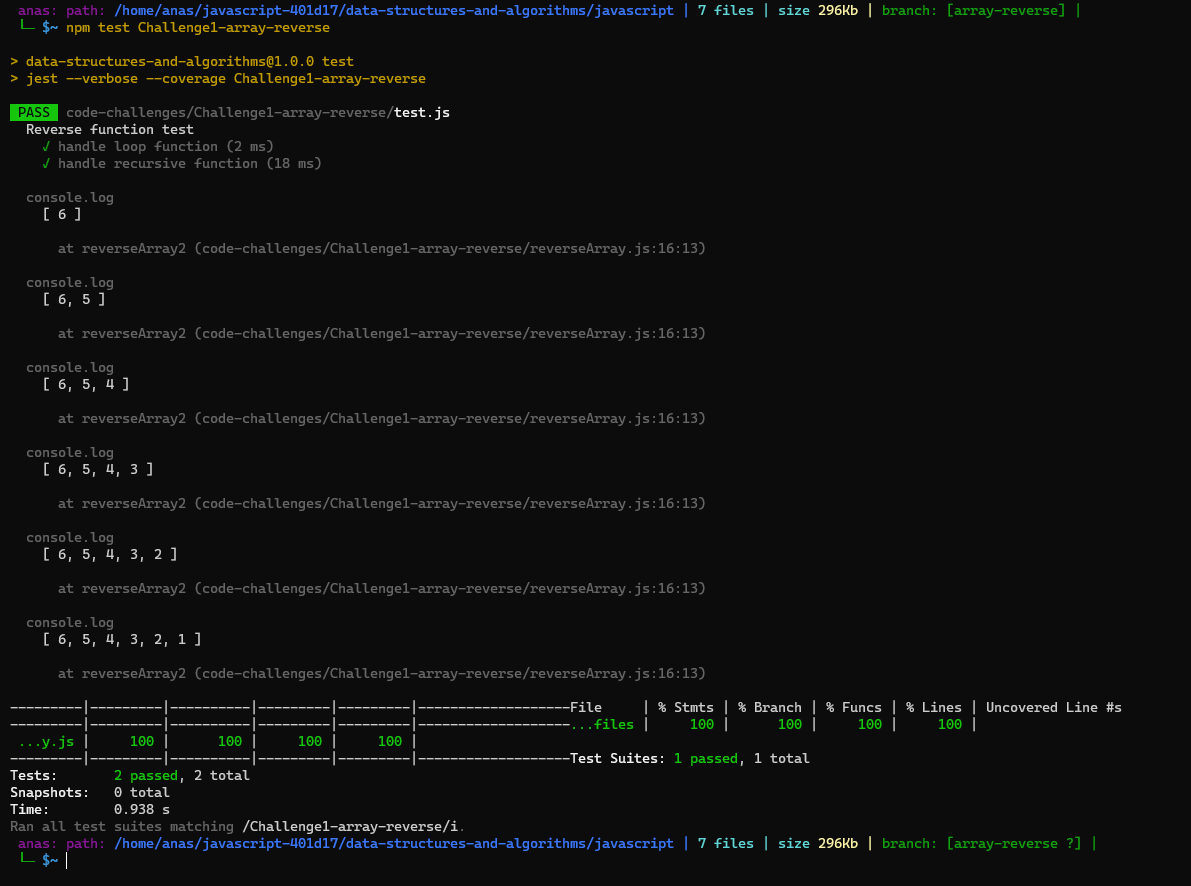 anas: path: /home/anas/javascript-401d17/data-structures-and-algorithms/javascript | 7 files | size 296Kb | branch: [array-reverse] |
└─ $~ npm test Challenge1-array-reverse
> data-structures-and-algorithms@1.0.0 test
> jest --verbose --coverage Challenge1-array-reverse
PASS code-challenges/Challenge1-array-reverse/test.js
Reverse function test
✓ handle loop function (2 ms)
✓ handle recursive function (18 ms)
console.log
[ 6 ]
at reverseArray2 (code-challenges/Challenge1-array-reverse/reverseArray.js:16:13)
console.log
[ 6, 5 ]
at reverseArray2 (code-challenges/Challenge1-array-reverse/reverseArray.js:16:13)
console.log
[ 6, 5, 4 ]
at reverseArray2 (code-challenges/Challenge1-array-reverse/reverseArray.js:16:13)
console.log
[ 6, 5, 4, 3 ]
at reverseArray2 (code-challenges/Challenge1-array-reverse/reverseArray.js:16:13)
console.log
[ 6, 5, 4, 3, 2 ]
at reverseArray2 (code-challenges/Challenge1-array-reverse/reverseArray.js:16:13)
console.log
[ 6, 5, 4, 3, 2, 1 ]
at reverseArray2 (code-challenges/Challenge1-array-reverse/reverseArray.js:16:13)
---------|---------|----------|---------|---------|-------------------File     | % Stmts | % Branch | % Funcs | % Lines | Uncovered Line #s
---------|---------|----------|---------|---------|-------------------...files |     100 |      100 |     100 |     100 |
...y.js |     100 |      100 |     100 |     100 |
---------|---------|----------|---------|---------|-------------------Test Suites: 1 passed, 1 total
Tests:       2 passed, 2 total
Snapshots:   0 total
Time:        0.938 s
Ran all test suites matching /Challenge1-array-reverse/i.
anas: path: /home/anas/javascript-401d17/data-structures-and-algorithms/javascript | 7 files | size 296Kb | branch: [array-reverse ?] |
└─ $~